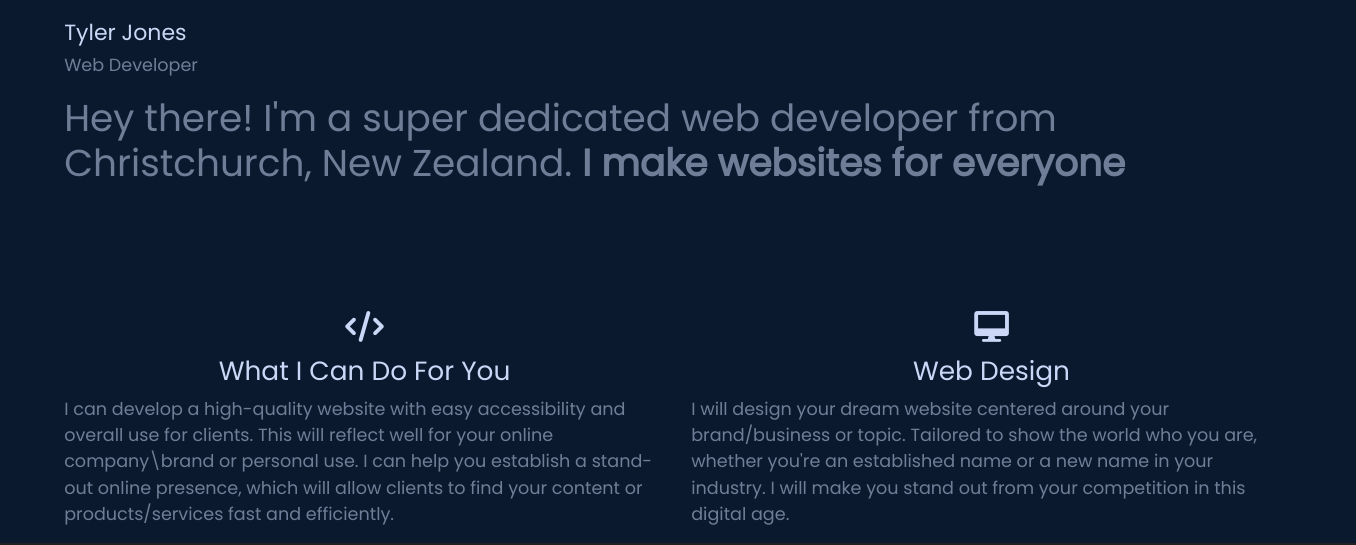 Tyler Jones
Web Developer
Hey there! I'm a super dedicated web developer from
Christchurch, New Zealand. I make websites for everyone
What I Can Do For You
I can develop a high-quality website with easy accessibility and
overall use for clients. This will reflect well for your online
company\brand or personal use. I can help you establish a stand-
out online presence, which will allow clients to find your content or
products/services fast and efficiently.
Web Design
I will design your dream website centered around your
brand/business or topic. Tailored to show the world who you are,
whether you're an established name or a new name in your
industry. I will make you stand out from your competition in this
digital age.